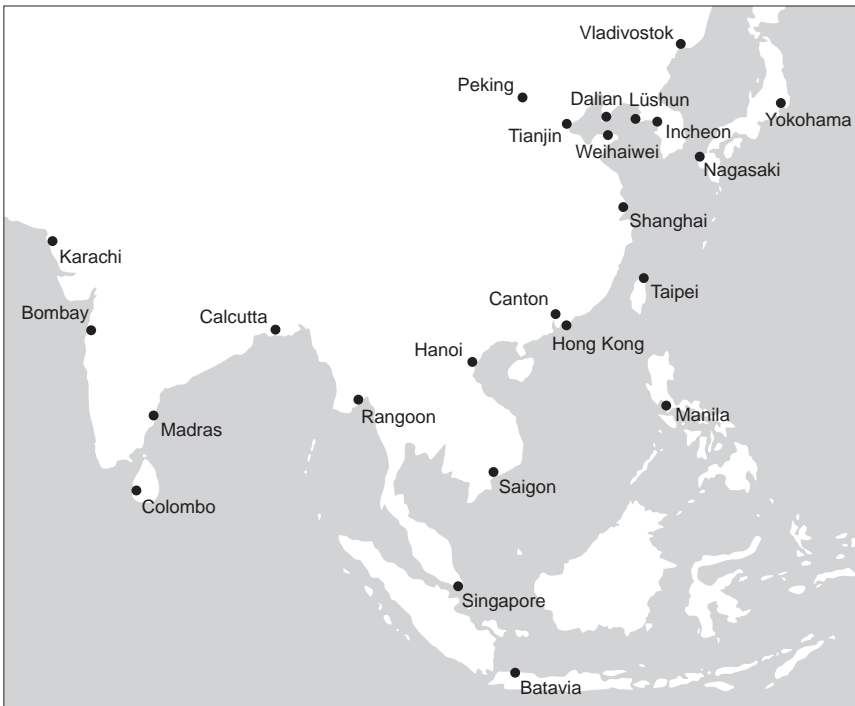 Vladivostok
Peking
Dalian Lüshun
Yokohama
Tianjin
Incheon
Weihaiwei
Nagasaki
Shanghai
Karachi
Taipei
Canton
Bombay
Calcutta
Hong Kong
Hanoi
Rangoon
Manila
Madras
Saigon
Colombo
Singapore
Batavia